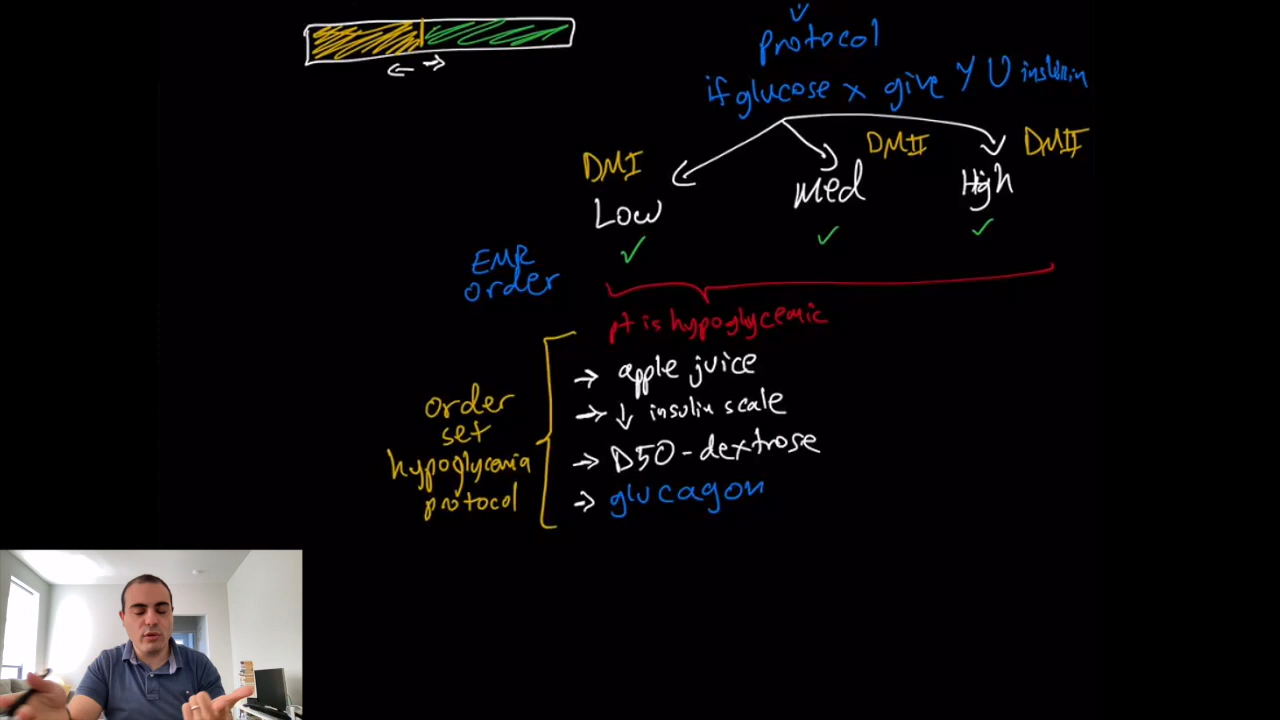 protocol
if glucose x give Y U insulin
DMI DMII DMII
Low med High
EMR
order
pt is hypoglycemic
→ apple juice
→ ↓ insulin scale
→ D50-dextrose
→ glucagon
order
set
hypoglycemia
protocol